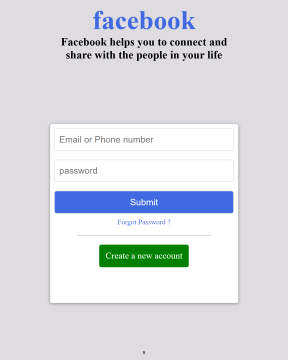 facebook
Facebook helps you to connect and
share with the people in your life
Email or Phone number
password
Submit
Forgot Password ?
Create a new account